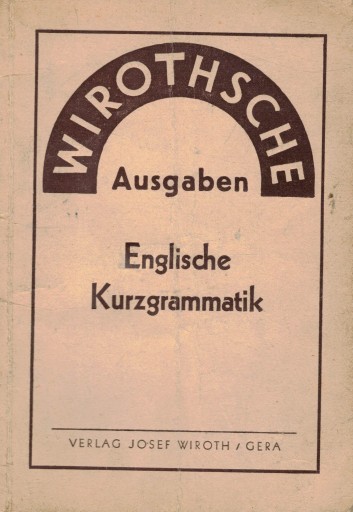 WIROTHSCHE
Ausgaben
Englische
Kurzgrammatik
VERLAG JOSEF WIROTH / GERA